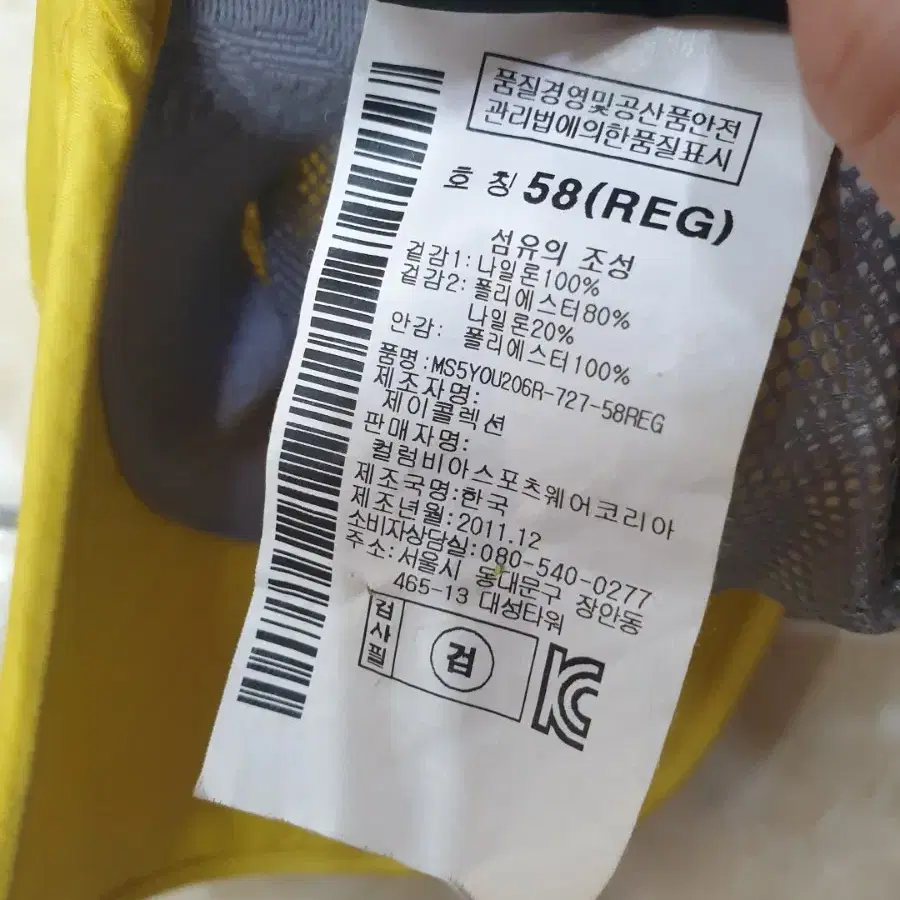 품질경영및공산품안전
관리법에의한품질표시
호 칭 58(REG)
섬유의 조성
겉감1: 나일론100%
겉감2: 폴리에스터80%
나일론20%
안감: 폴리에스터100%
품명:MS5YOU206R-727-58REG
제조자명:
제이콜렉션
판매자명:
컬럼비아스포츠웨어코리아
제조국명:한국
제조년월:2011.12
소비자상담실:080-540-0277
주소:서울시 동대문구 장안동
465-13 대성타워
검사필
검
KC